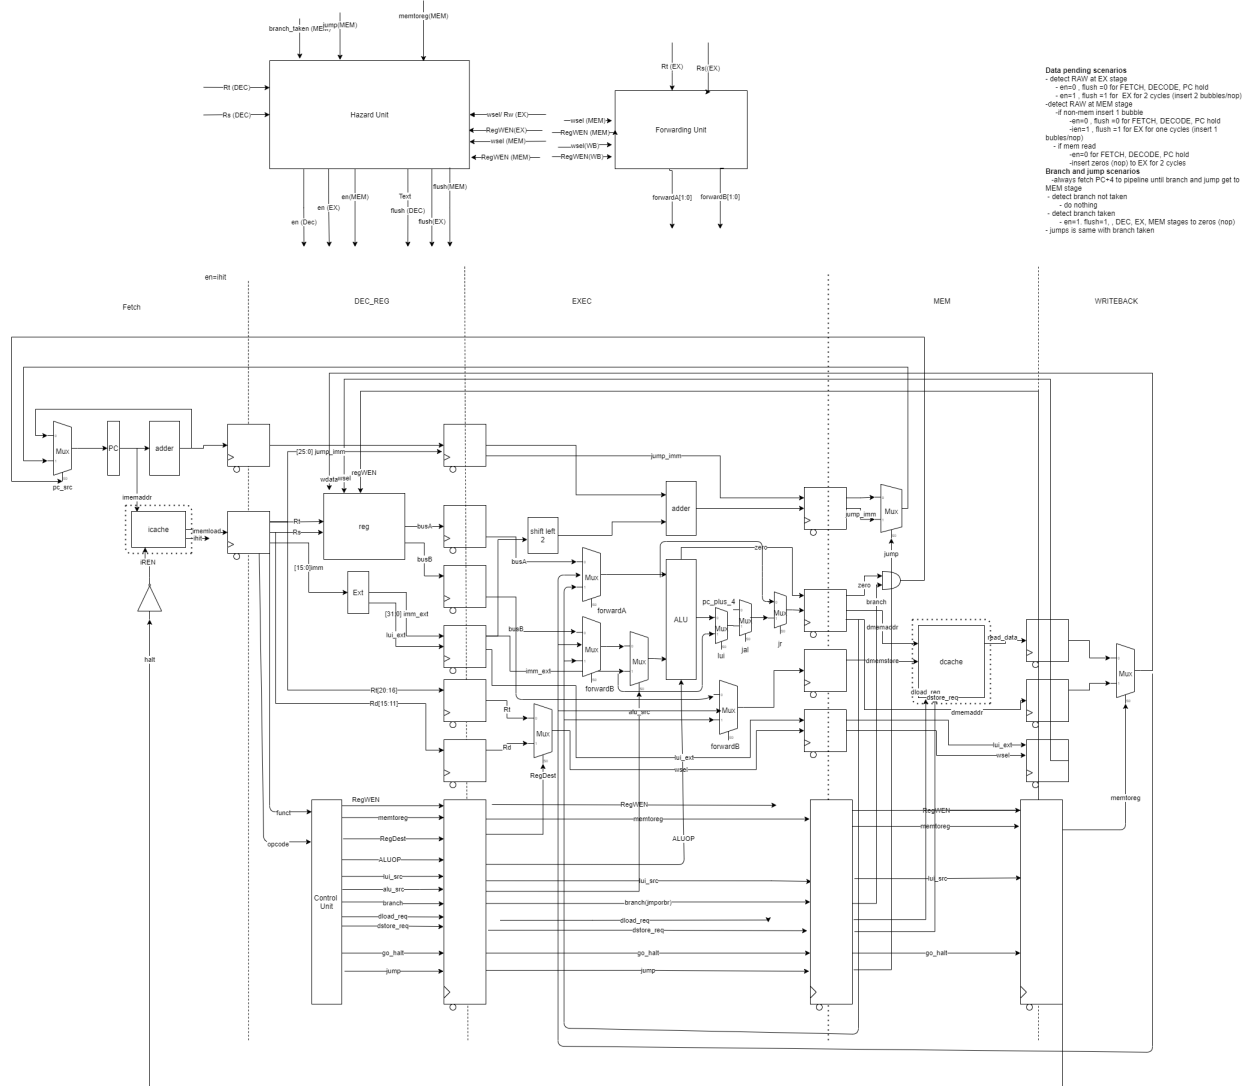 branch_taken (MEM)
jump(MEM)
memtoreg(MEM)
Rt (DEC)
Rs (DEC)
Hazard Unit
wsel/ Rw (EX)
RegWEN(EX)
wsel (MEM)
RegWEN (MEM)
en (Dec)
en (EX)
en(MEM)
Text
flush (DEC)
flush(EX)
flush(MEM)
Rt (EX)
Rs((EX)
wsel (MEM)
RegWEN (MEM)
wsel(WB)
RegWEN(WB)
Forwarding Unit
forwardA[1:0]
forwardB[1:0]
Data pending scenarios
- detect RAW at EX stage
- en=0 , flush =0 for FETCH, DECODE, PC hold
- en=1 , flush =1 for EX for 2 cycles (insert 2 bubbles/nop)
-detect RAW at MEM stage
-if non-mem insert 1 bubble
-en=0 , flush =0 for FETCH, DECODE, PC hold
-ien=1 , flush =1 for EX for one cycles (insert 1
bubles/nop)
- if mem read
-en=0 for FETCH, DECODE, PC hold
-insert zeros (nop) to EX for 2 cycles
Branch and jump scenarios
-always fetch PC+4 to pipeline until branch and jump get to
MEM stage
- detect branch not taken
- do nothing
- detect branch taken
- en=1. flush=1, , DEC, EX, MEM stages to zeros (nop)
- jumps is same with branch taken
en=ihit
Fetch
DEC_REG
EXEC
MEM
WRITEBACK
Mux
pc_src
PC
adder
imemaddr
icache
imemload
ihit
iREN
halt
[25:0] jump_imm
regWEN
wdata
wsel
Rt
Rs
reg
busA
busB
[15:0]imm
Ext
[31:0] imm_ext
lui_ext
Rt[20:16]
Rd[15:11]
funct
opcode
Control
Unit
RegWEN
memtoreg
RegDest
ALUOP
lui_src
alu_src
branch
dload_req
dstore_req
go_halt
jump
jump_imm
adder
shift left
2
busA
Mux
forwardA
busB
Mux
forwardB
Mux
imm_ext
alu_src
ALU
zero
pc_plus_4
Mux
lui
Mux
jal
Mux
jr
Mux
forwardB
Rt
Rd
Mux
RegDest
lui_ext
wsel
RegWEN
memtoreg
ALUOP
lui_src
branch(jmporbr)
dload_req
dstore_req
go_halt
jump
jump_imm
Mux
jump
zero
branch
dmemaddr
dmemstore
dcache
dload_req
dstore_req
read_data
dmemaddr
lui_ext
wsel
RegWEN
memtoreg
lui_src
go_halt
Mux
memtoreg